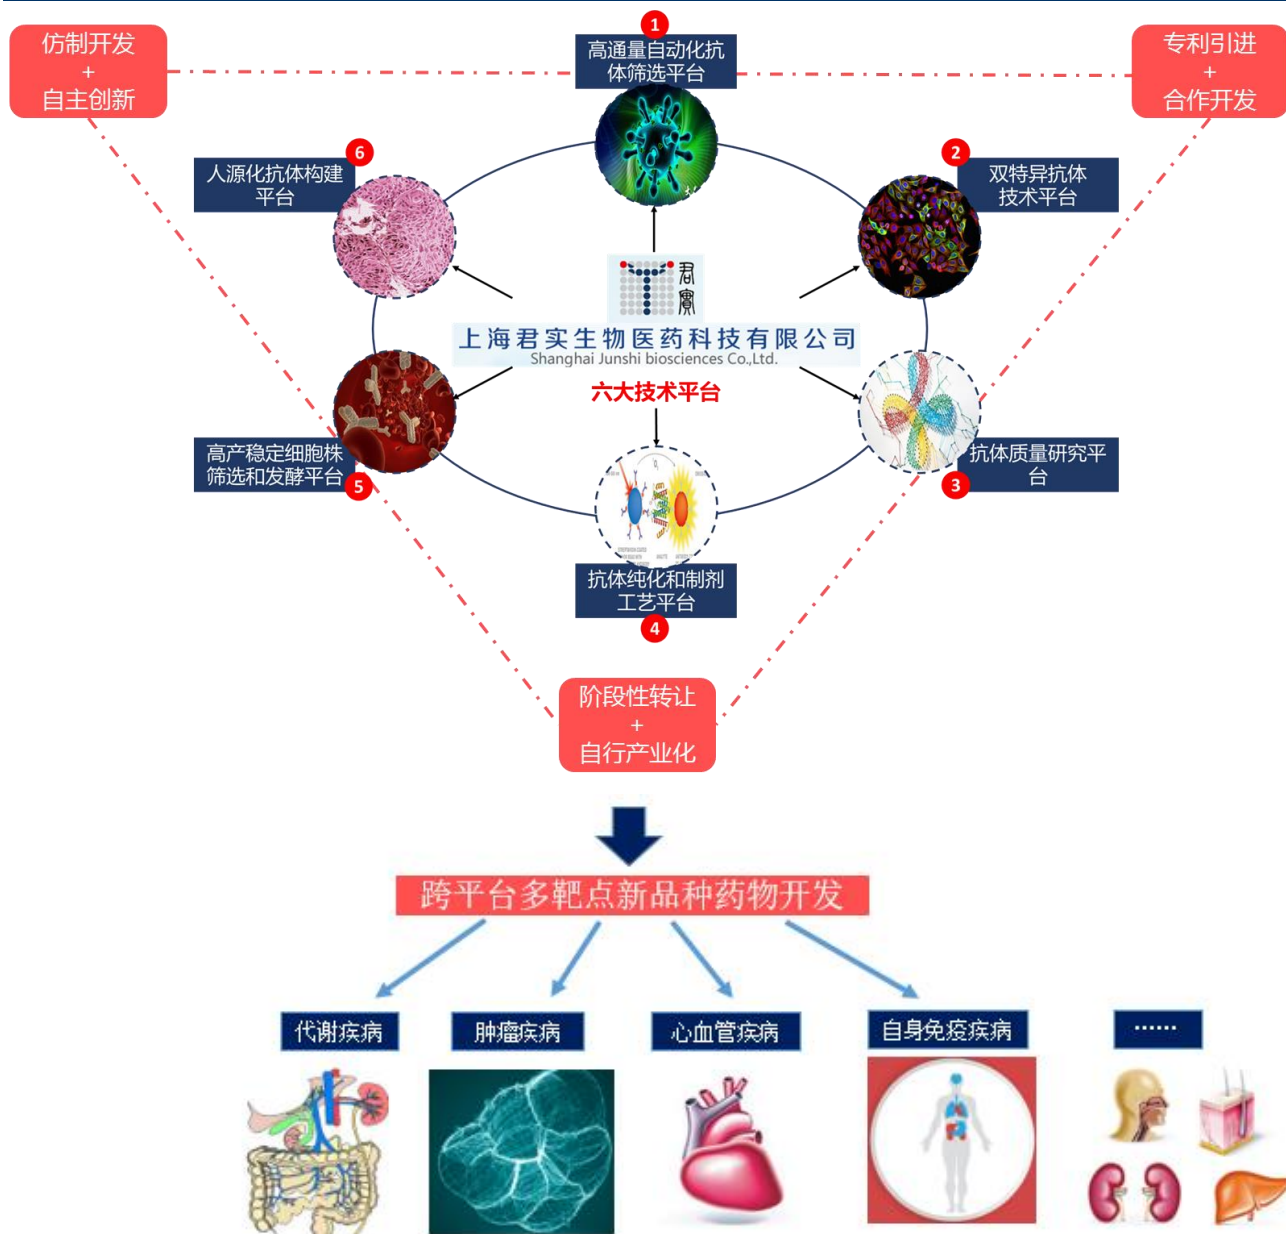 1
仿制开发
+
自主创新
高通量自动化抗
体筛选平台
专利引进
+
合作开发
6
人源化抗体构建
平台
2
双特异抗体
技术平台
君實
上海君实生物医药科技有限公司
Shanghai Junshi biosciences Co.,Ltd.
六大技术平台
高产稳定细胞株
筛选和发酵平台
5
抗体质量研究平
台
3
抗体纯化和制剂
工艺平台
4
阶段性转让
+
自行产业化
跨平台多靶点新品种药物开发
代谢疾病
肿瘤疾病
心血管疾病
自身免疫疾病
……